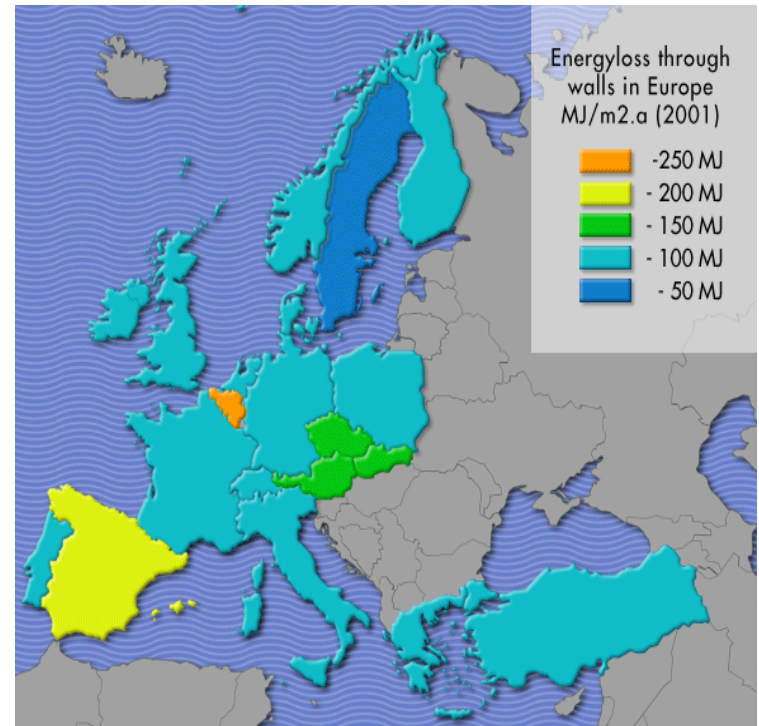 Energyloss through
walls in Europe
MJ/m2.a (2001)
-250 MJ
- 200 MJ
- 150 MJ
- 100 MJ
- 50 MJ